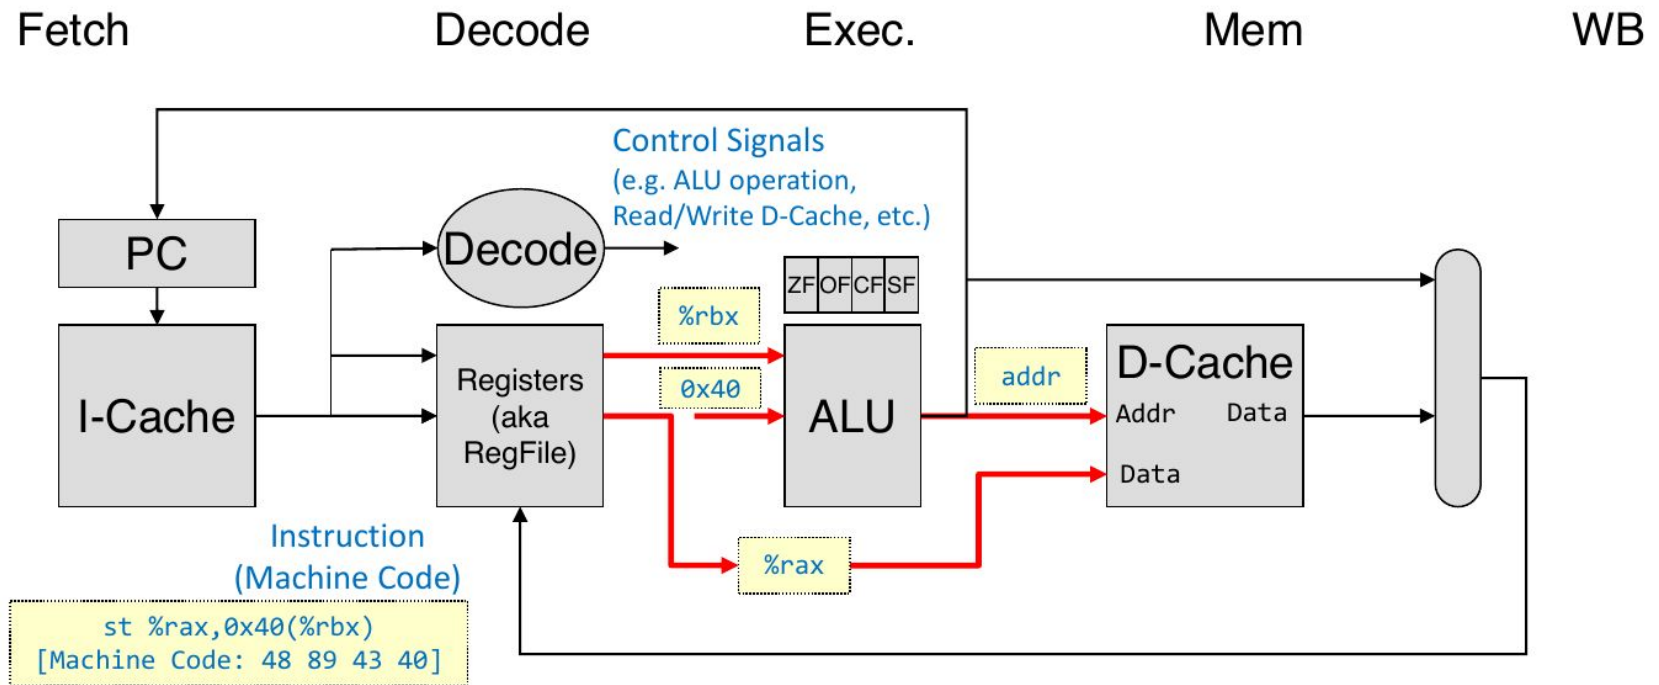 Fetch
Decode
Exec.
Mem
WB
Control Signals
(e.g. ALU operation,
Read/Write D-Cache, etc.)
PC
Decode
ZF OF CF SF
%rbx
I-Cache
Registers
(aka
RegFile)
0x40
ALU
addr
D-Cache
Addr Data
Data
%rax
Instruction
(Machine Code)
st %rax,0x40(%rbx)
[Machine Code: 48 89 43 40]